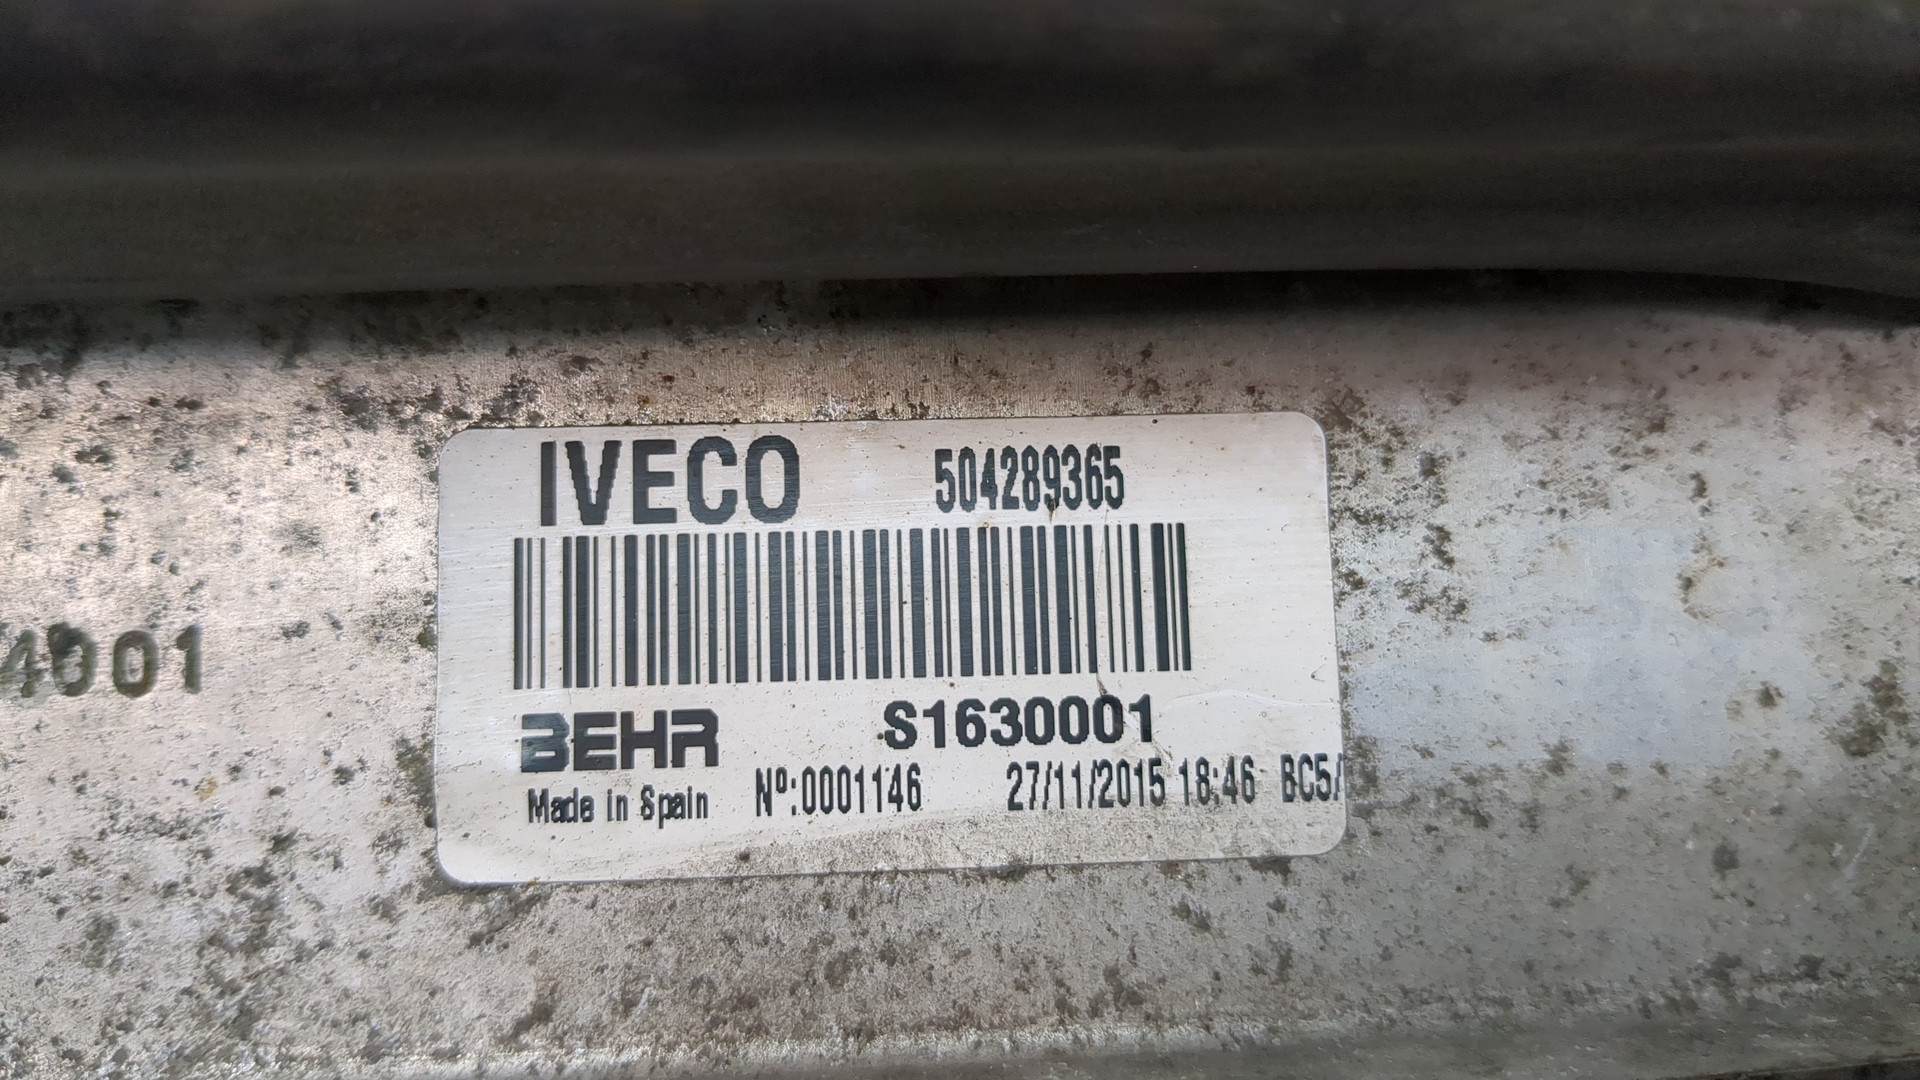 IVECO 504289365
4001
BEHR S1630001
Made in Spain Nº:0001146 27/11/2015 18:46 BC5/